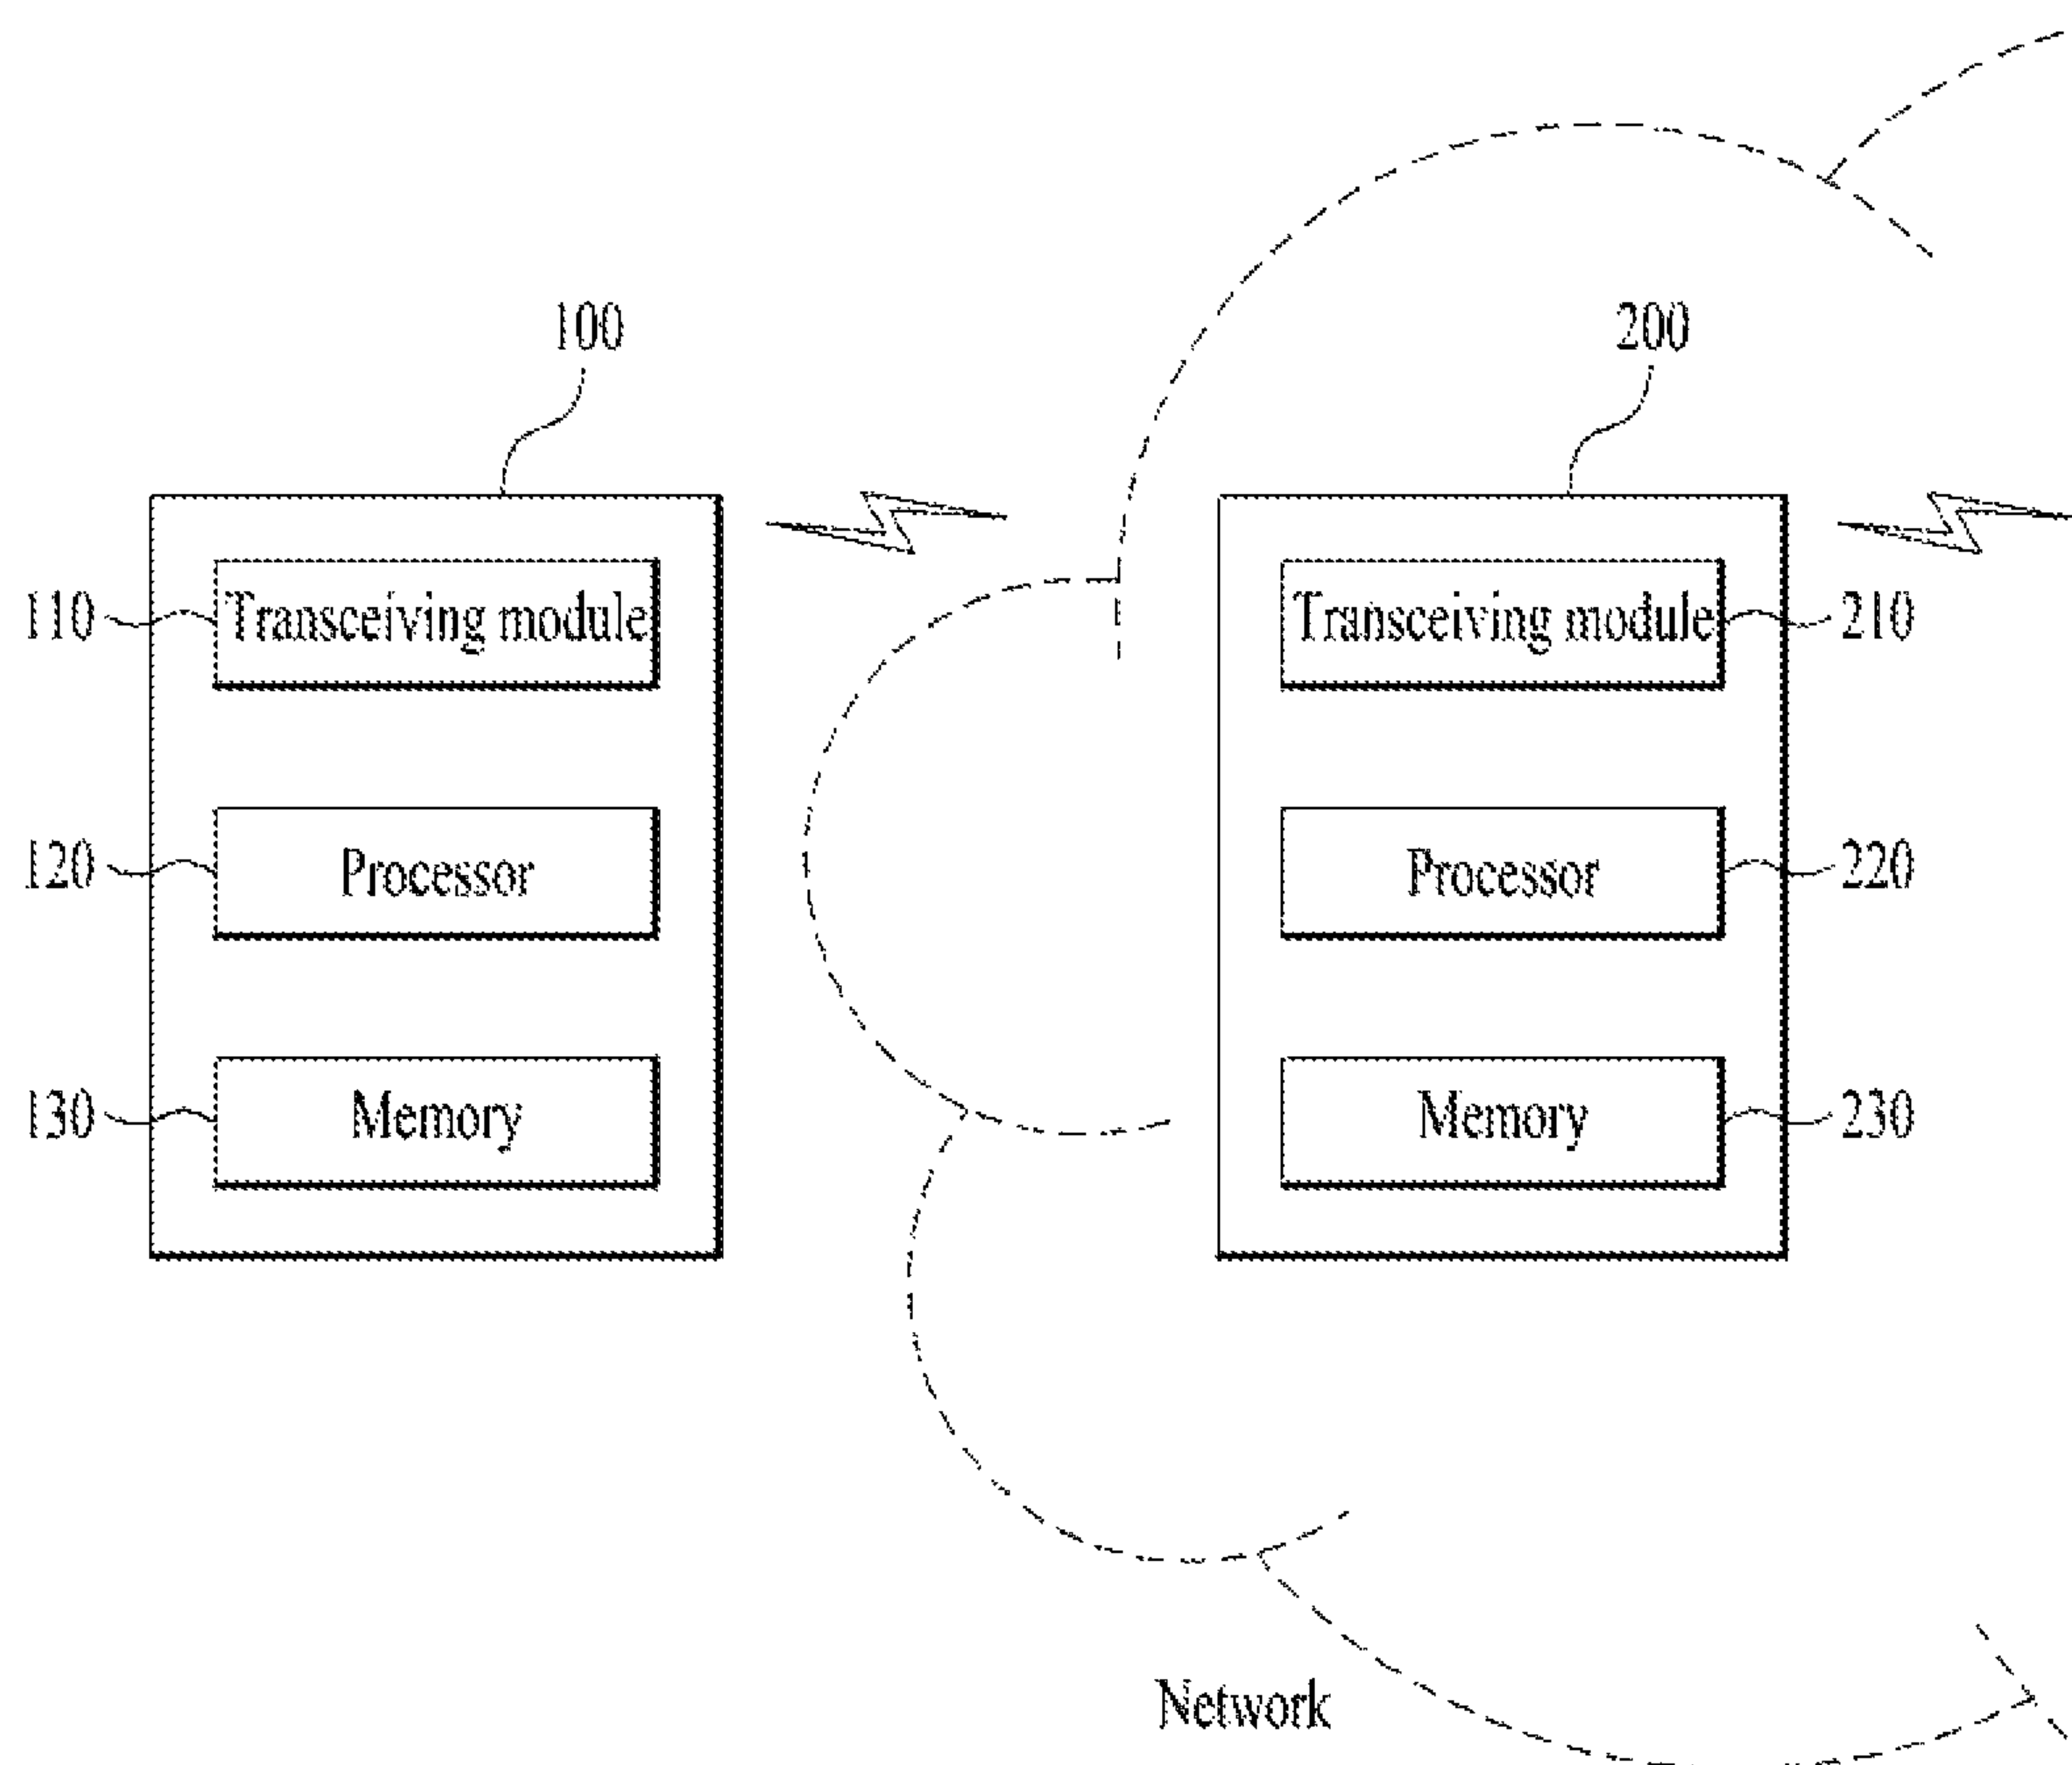 100
200
110
Transceiving module
Transceiving module
210
120
Processor
Processor
220
130
Memory
Memory
230
Network